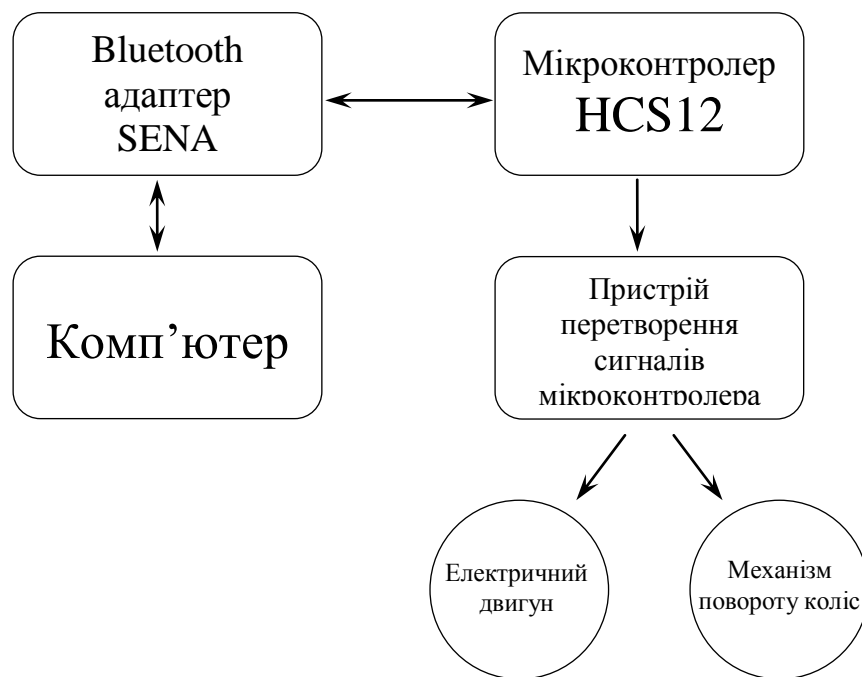 Bluetooth
адаптер
SENA
Мікроконтролер
HCS12
Комп’ютер
Пристрій
перетворення
сигналів
мікроконтролера
Електричний
двигун
Механізм
повороту коліс